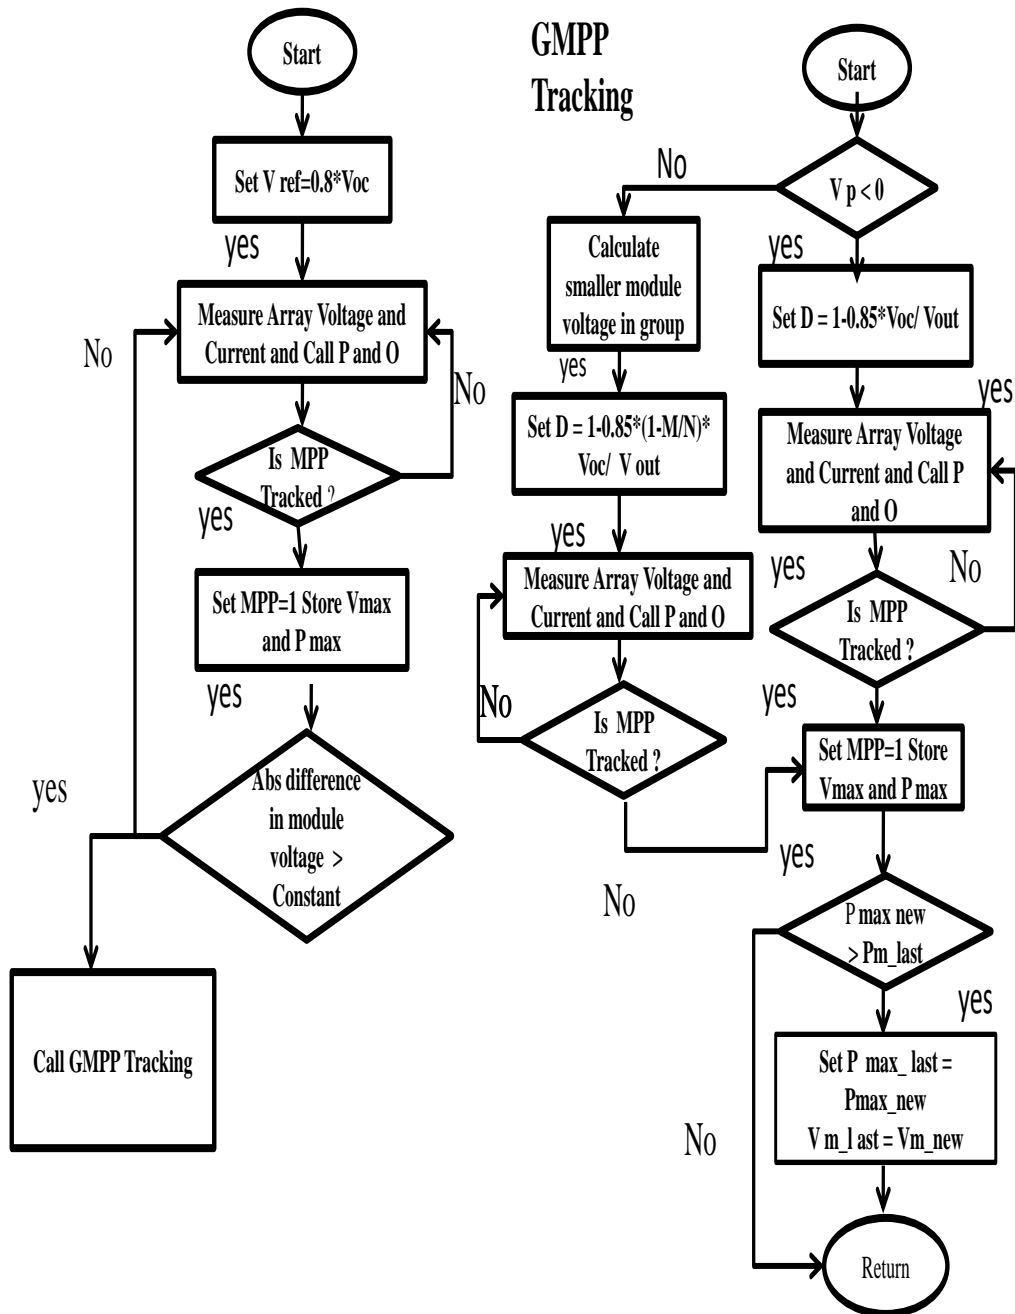 Start
Set V ref=0.8*Voc
yes
Measure Array Voltage and
Current and Call P and O
No
No
Is MPP
Tracked ?
yes
Set MPP=1 Store Vmax
and P max
yes
Abs difference
in module
voltage >
Constant
yes
Call GMPP Tracking
GMPP
Tracking
Start
V p < 0
No
yes
Calculate
smaller module
voltage in group
yes
Set D = 1-0.85*(1-M/N)*
Voc/ V out
yes
Measure Array Voltage and
Current and Call P and O
No
Is MPP
Tracked ?
No
Set D = 1-0.85*Voc/ Vout
yes
Measure Array Voltage
and Current and Call P
and O
yes
No
Is MPP
Tracked ?
yes
Set MPP=1 Store
Vmax and P max
yes
P max new
> Pm_last
yes
No
Set P max_ last =
Pmax_new
V m_l ast = Vm_new
Return